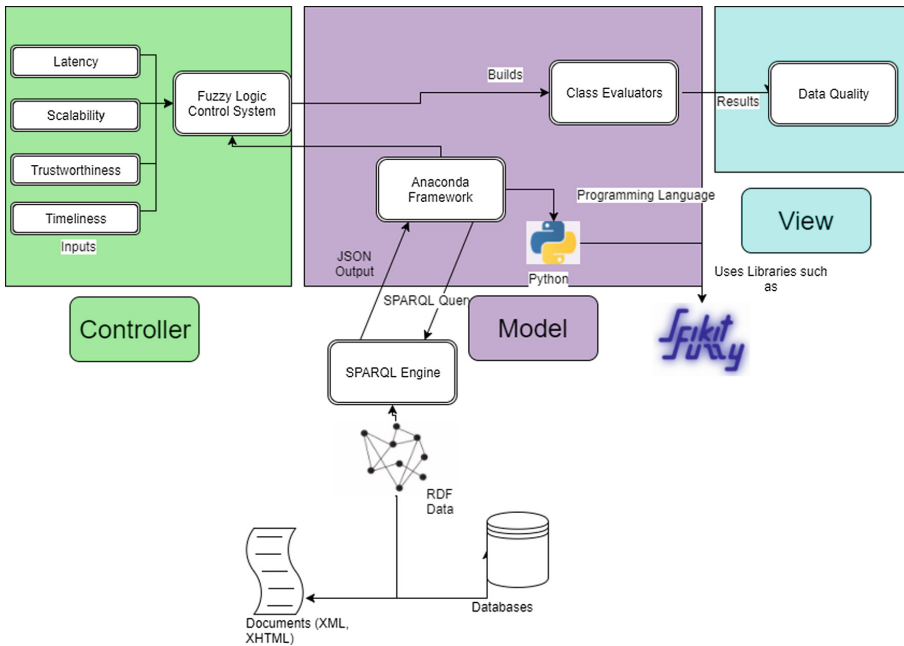 Latency
Scalability
Trustworthiness
Timeliness
Inputs
Fuzzy Logic
Control System
Controller
Builds
Class Evaluators
Anaconda
Framework
Programming Language
Python
JSON
Output
SPARQL Quer
Model
Results
Data Quality
View
Uses Libraries such
as
Scikit
Fuzzy
SPARQL Engine
RDF
Data
Documents (XML,
XHTML)
Databases